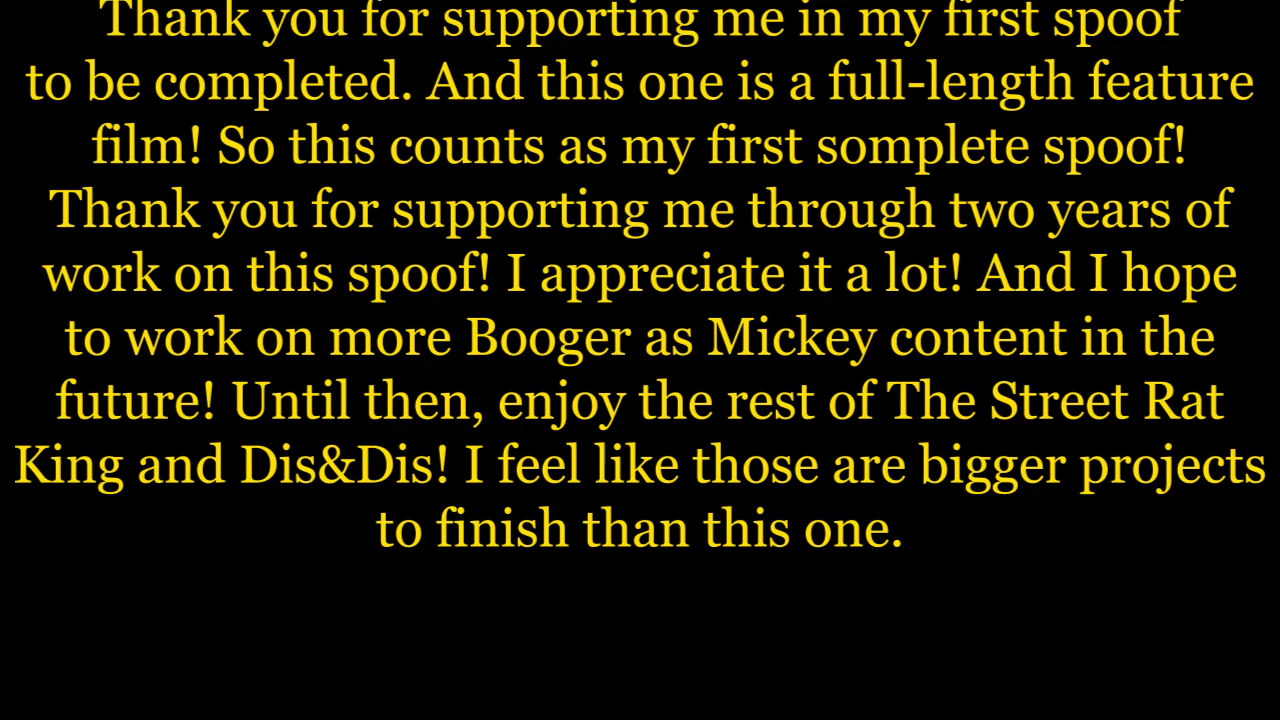 Thank you for supporting me in my first spoof
to be completed. And this one is a full-length feature
film! So this counts as my first somplete spoof!
Thank you for supporting me through two years of
work on this spoof! I appreciate it a lot! And I hope
to work on more Booger as Mickey content in the
future! Until then, enjoy the rest of The Street Rat
King and Dis&Dis! I feel like those are bigger projects
to finish than this one.